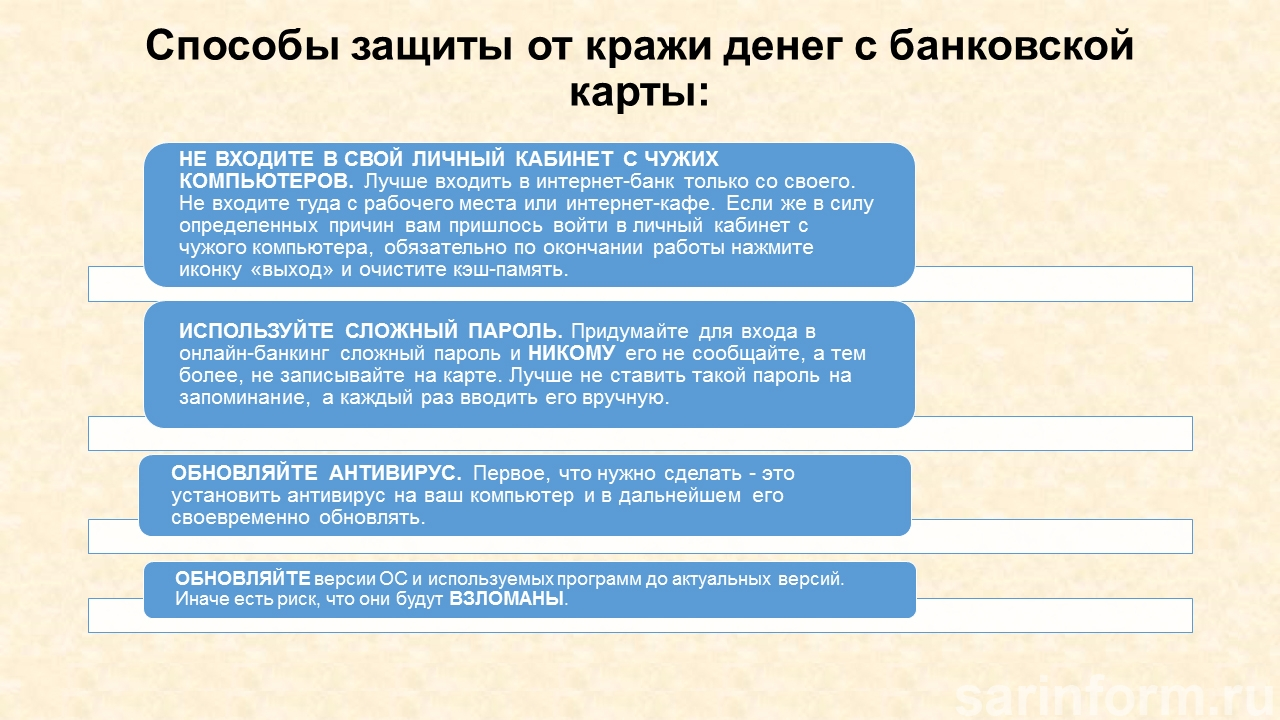 Способы защиты от кражи денег с банковской
карты:
НЕ ВХОДИТЕ В СВОЙ ЛИЧНЫЙ КАБИНЕТ С ЧУЖИХ
КОМПЬЮТЕРОВ. Лучше входить в интернет-банк только со своего.
Не входите туда с рабочего места или интернет-кафе. Если же в силу
определенных причин вам пришлось войти в личный кабинет с
чужого компьютера, обязательно по окончании работы нажмите
иконку «выход» и очистите кэш-память.
ИСПОЛЬЗУЙТЕ СЛОЖНЫЙ ПАРОЛЬ. Придумайте для входа в
онлайн-банкинг сложный пароль и НИКОМУ его не сообщайте, а тем
более, не записывайте на карте. Лучше не ставить такой пароль на
запоминание, а каждый раз вводить его вручную.
ОБНОВЛЯЙТЕ АНТИВИРУС. Первое, что нужно сделать - это
установить антивирус на ваш компьютер и в дальнейшем его
своевременно обновлять.
ОБНОВЛЯЙТЕ версии ОС и используемых программ до актуальных версий.
Иначе есть риск, что они будут ВЗЛОМАНЫ.
sarinform.ru